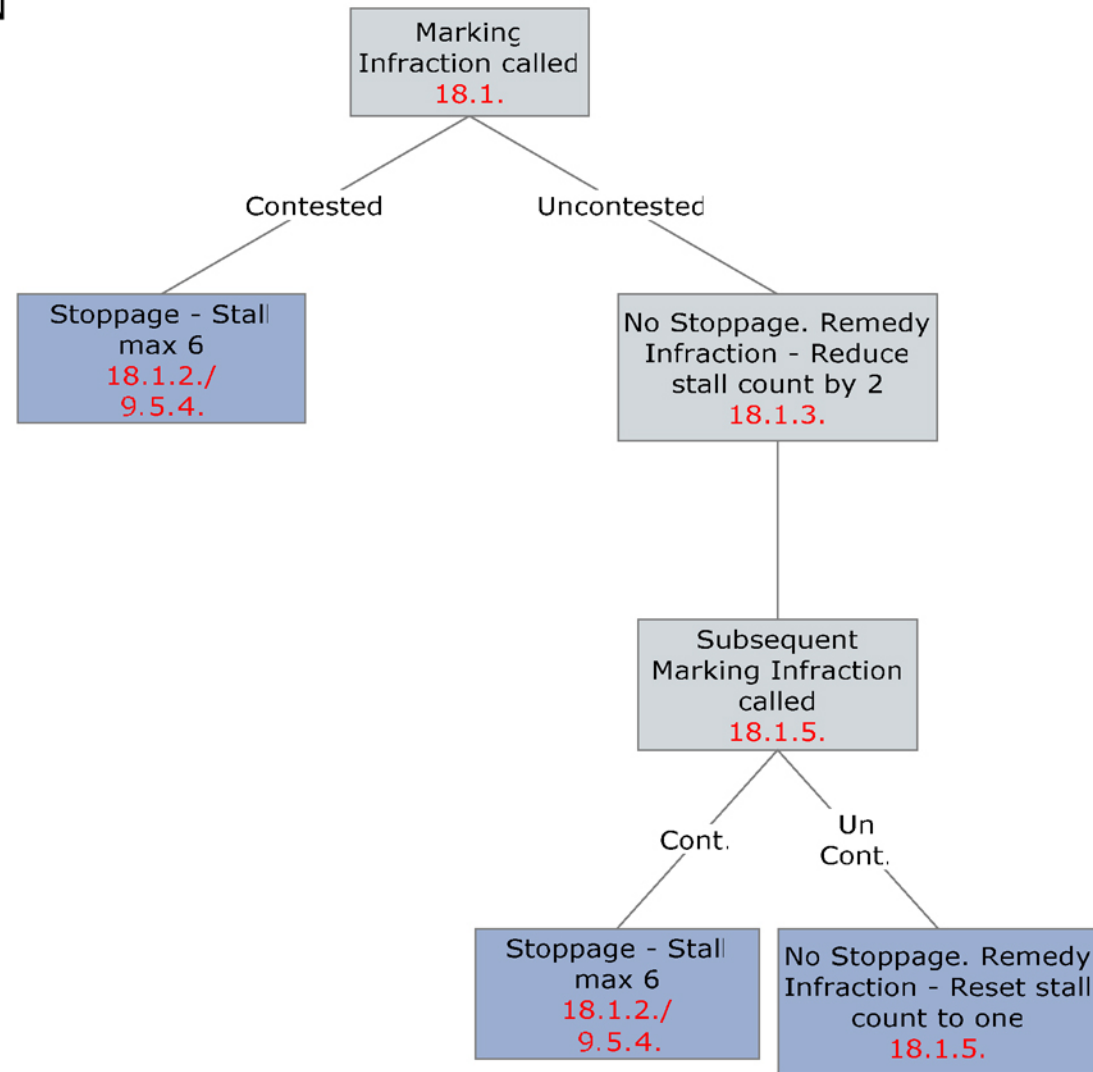 Marking
Infraction called
18.1.
Contested
Uncontested
Stoppage - Stall
max 6
18.1.2./
9.5.4.
No Stoppage. Remedy
Infraction - Reduce
stall count by 2
18.1.3.
Subsequent
Marking Infraction
called
18.1.5.
Cont.
Un
Cont.
Stoppage - Stall
max 6
18.1.2./
9.5.4.
No Stoppage. Remedy
Infraction - Reset stall
count to one
18.1.5.